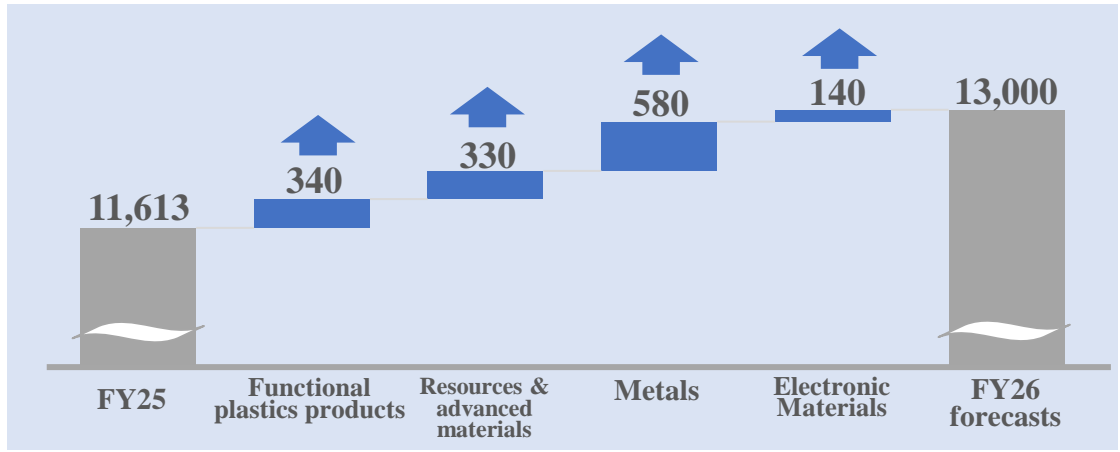 11,613
340
330
580
140
13,000
FY25
Functional
plastics products
Resources &
advanced
materials
Metals
Electronic
Materials
FY26
forecasts